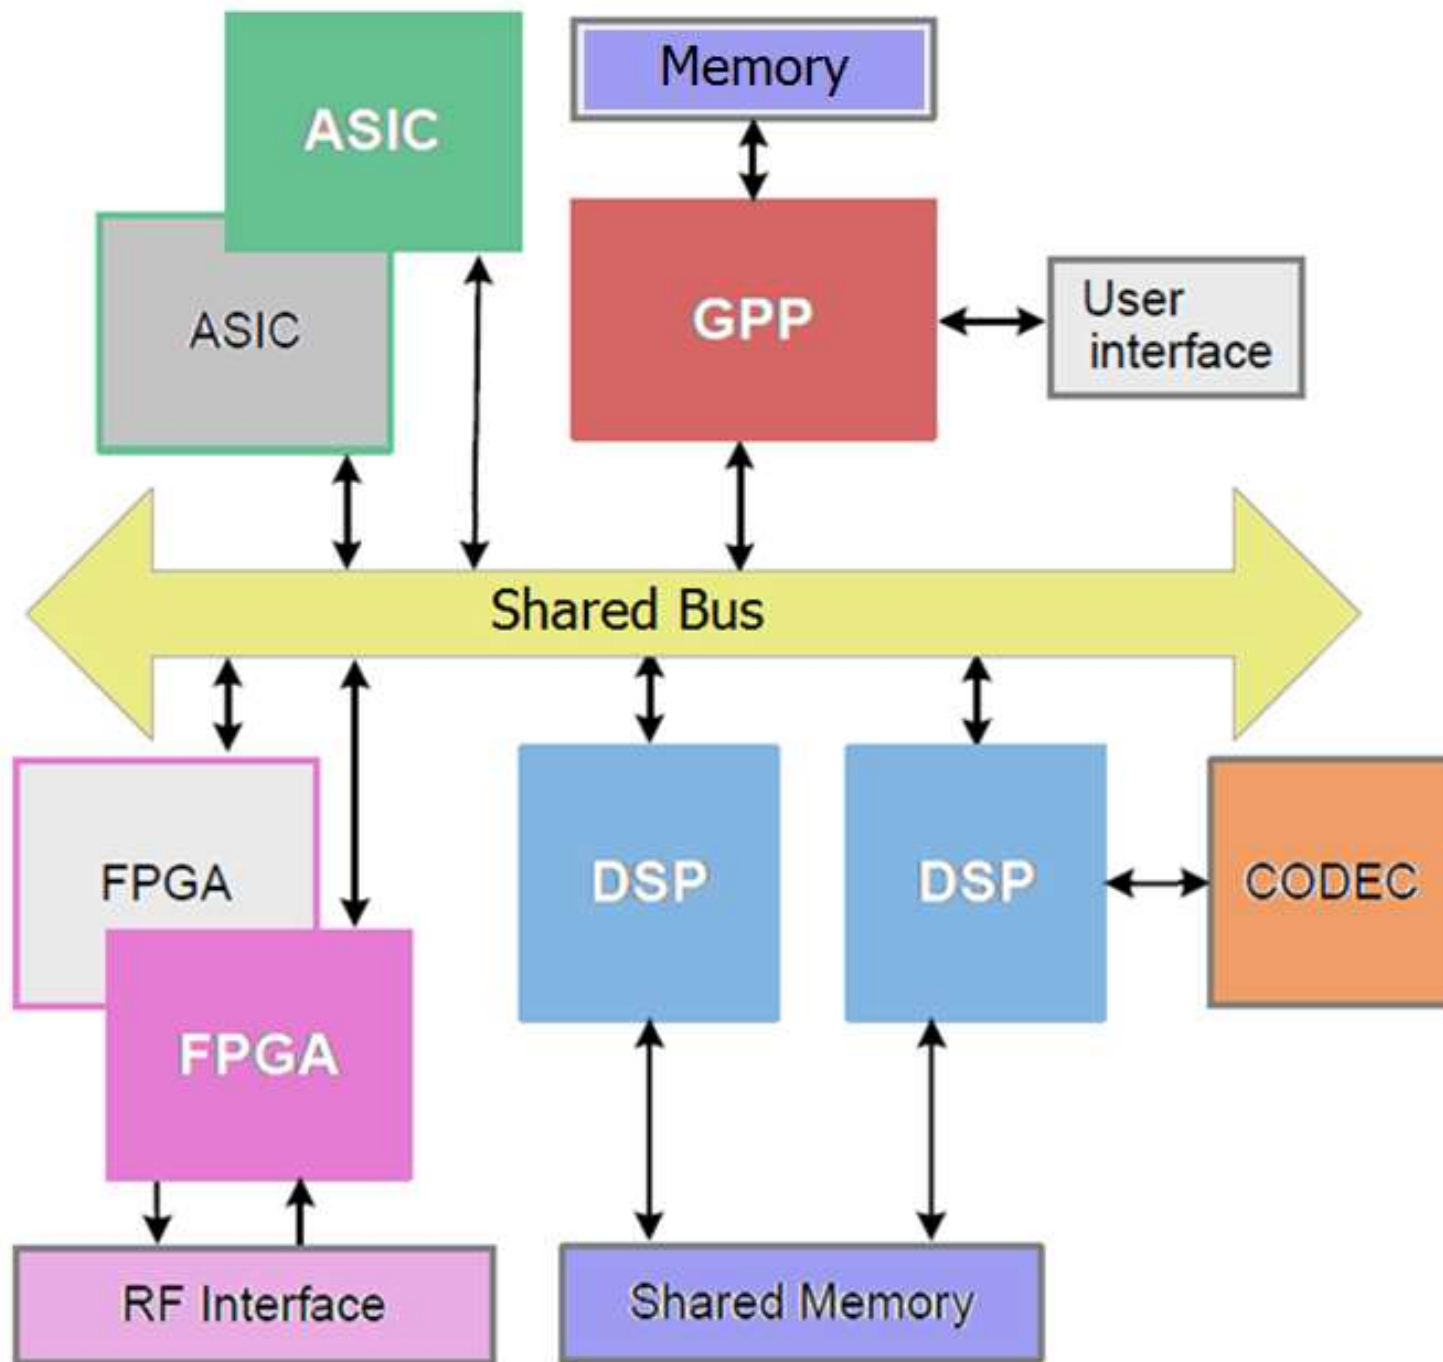 ASIC
Memory
ASIC
GPP
User
interface
Shared Bus
FPGA
DSP
DSP
CODEC
FPGA
RF Interface
Shared Memory